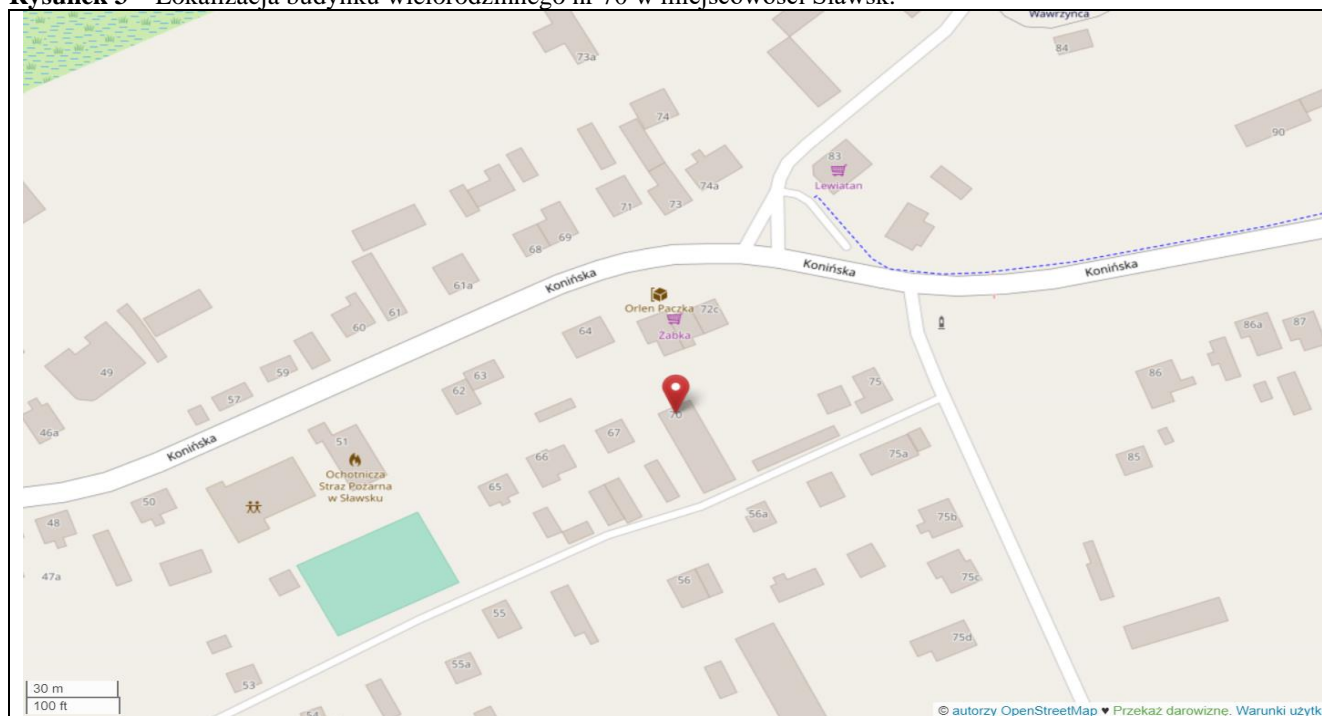 Rysunek 3 – Lokalizacja budynku wielorodzinnego nr 70 w miejscowości Sławsk.
Wawrzyńca
84
73a
74
90
83
Lewiatan
74a
71
73
69
68
Konińska
Konińska
Konińska
61a
61
60
Orlen Paczka
72c
Żabka
64
86a
87
49
59
63
62
57
75
86
70
46a
Konińska
51
67
66
75a
85
Ochotnicza
Straż Pożarna
w Sławsku
65
50
48
56a
75b
47a
56
75c
55
75d
55a
53
54
30 m
100 ft
© autorzy OpenStreetMap ♥ Przekaż darowiznę. Warunki użytk